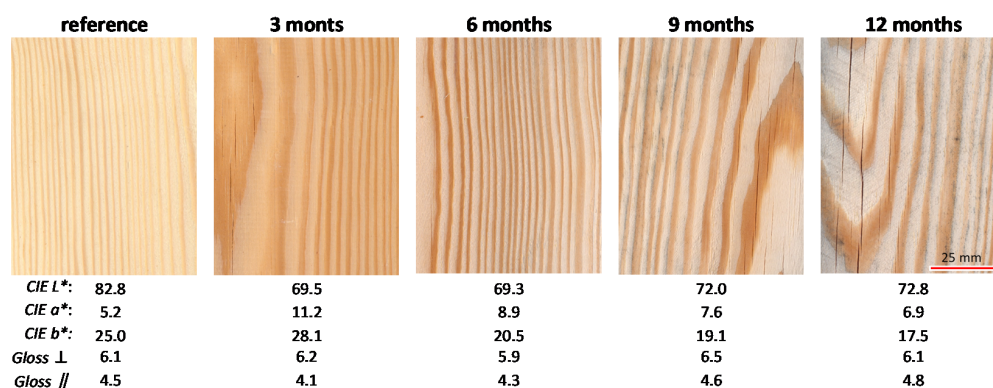 reference 3 monts 6 months 9 months 12 months
25 mm
CIE L*: 82.8 69.5 69.3 72.0 72.8
CIE a*: 5.2 11.2 8.9 7.6 6.9
CIE b*: 25.0 28.1 20.5 19.1 17.5
Gloss ⊥ 6.1 6.2 5.9 6.5 6.1
Gloss // 4.5 4.1 4.3 4.6 4.8